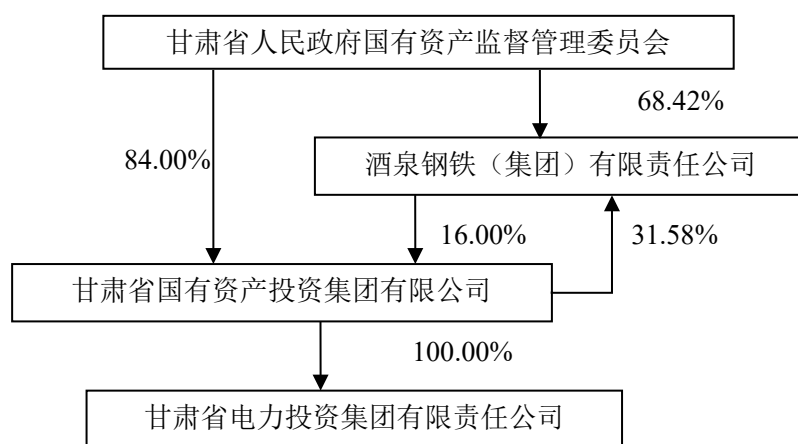 甘肃省人民政府国有资产监督管理委员会
68.42%
84.00%
酒泉钢铁（集团）有限责任公司
16.00%
31.58%
甘肃省国有资产投资集团有限公司
100.00%
甘肃省电力投资集团有限责任公司